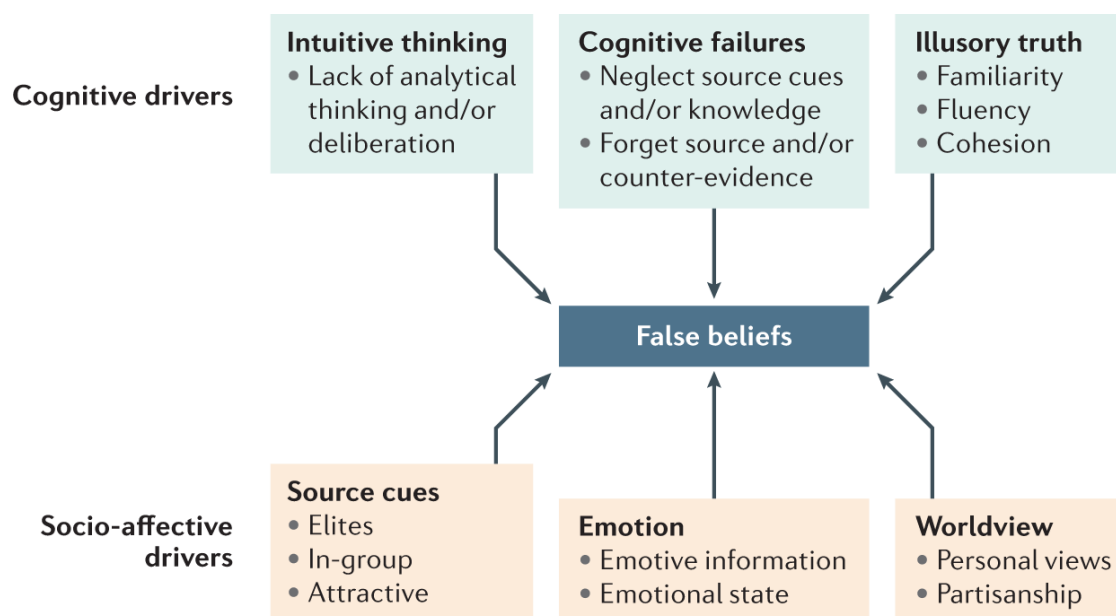 Cognitive drivers
Intuitive thinking
• Lack of analytical
thinking and/or
deliberation
Cognitive failures
• Neglect source cues
and/or knowledge
• Forget source and/or
counter-evidence
Illusory truth
• Familiarity
• Fluency
• Cohesion
False beliefs
Socio-affective
drivers
Source cues
• Elites
• In-group
• Attractive
Emotion
• Emotive information
• Emotional state
Worldview
• Personal views
• Partisanship